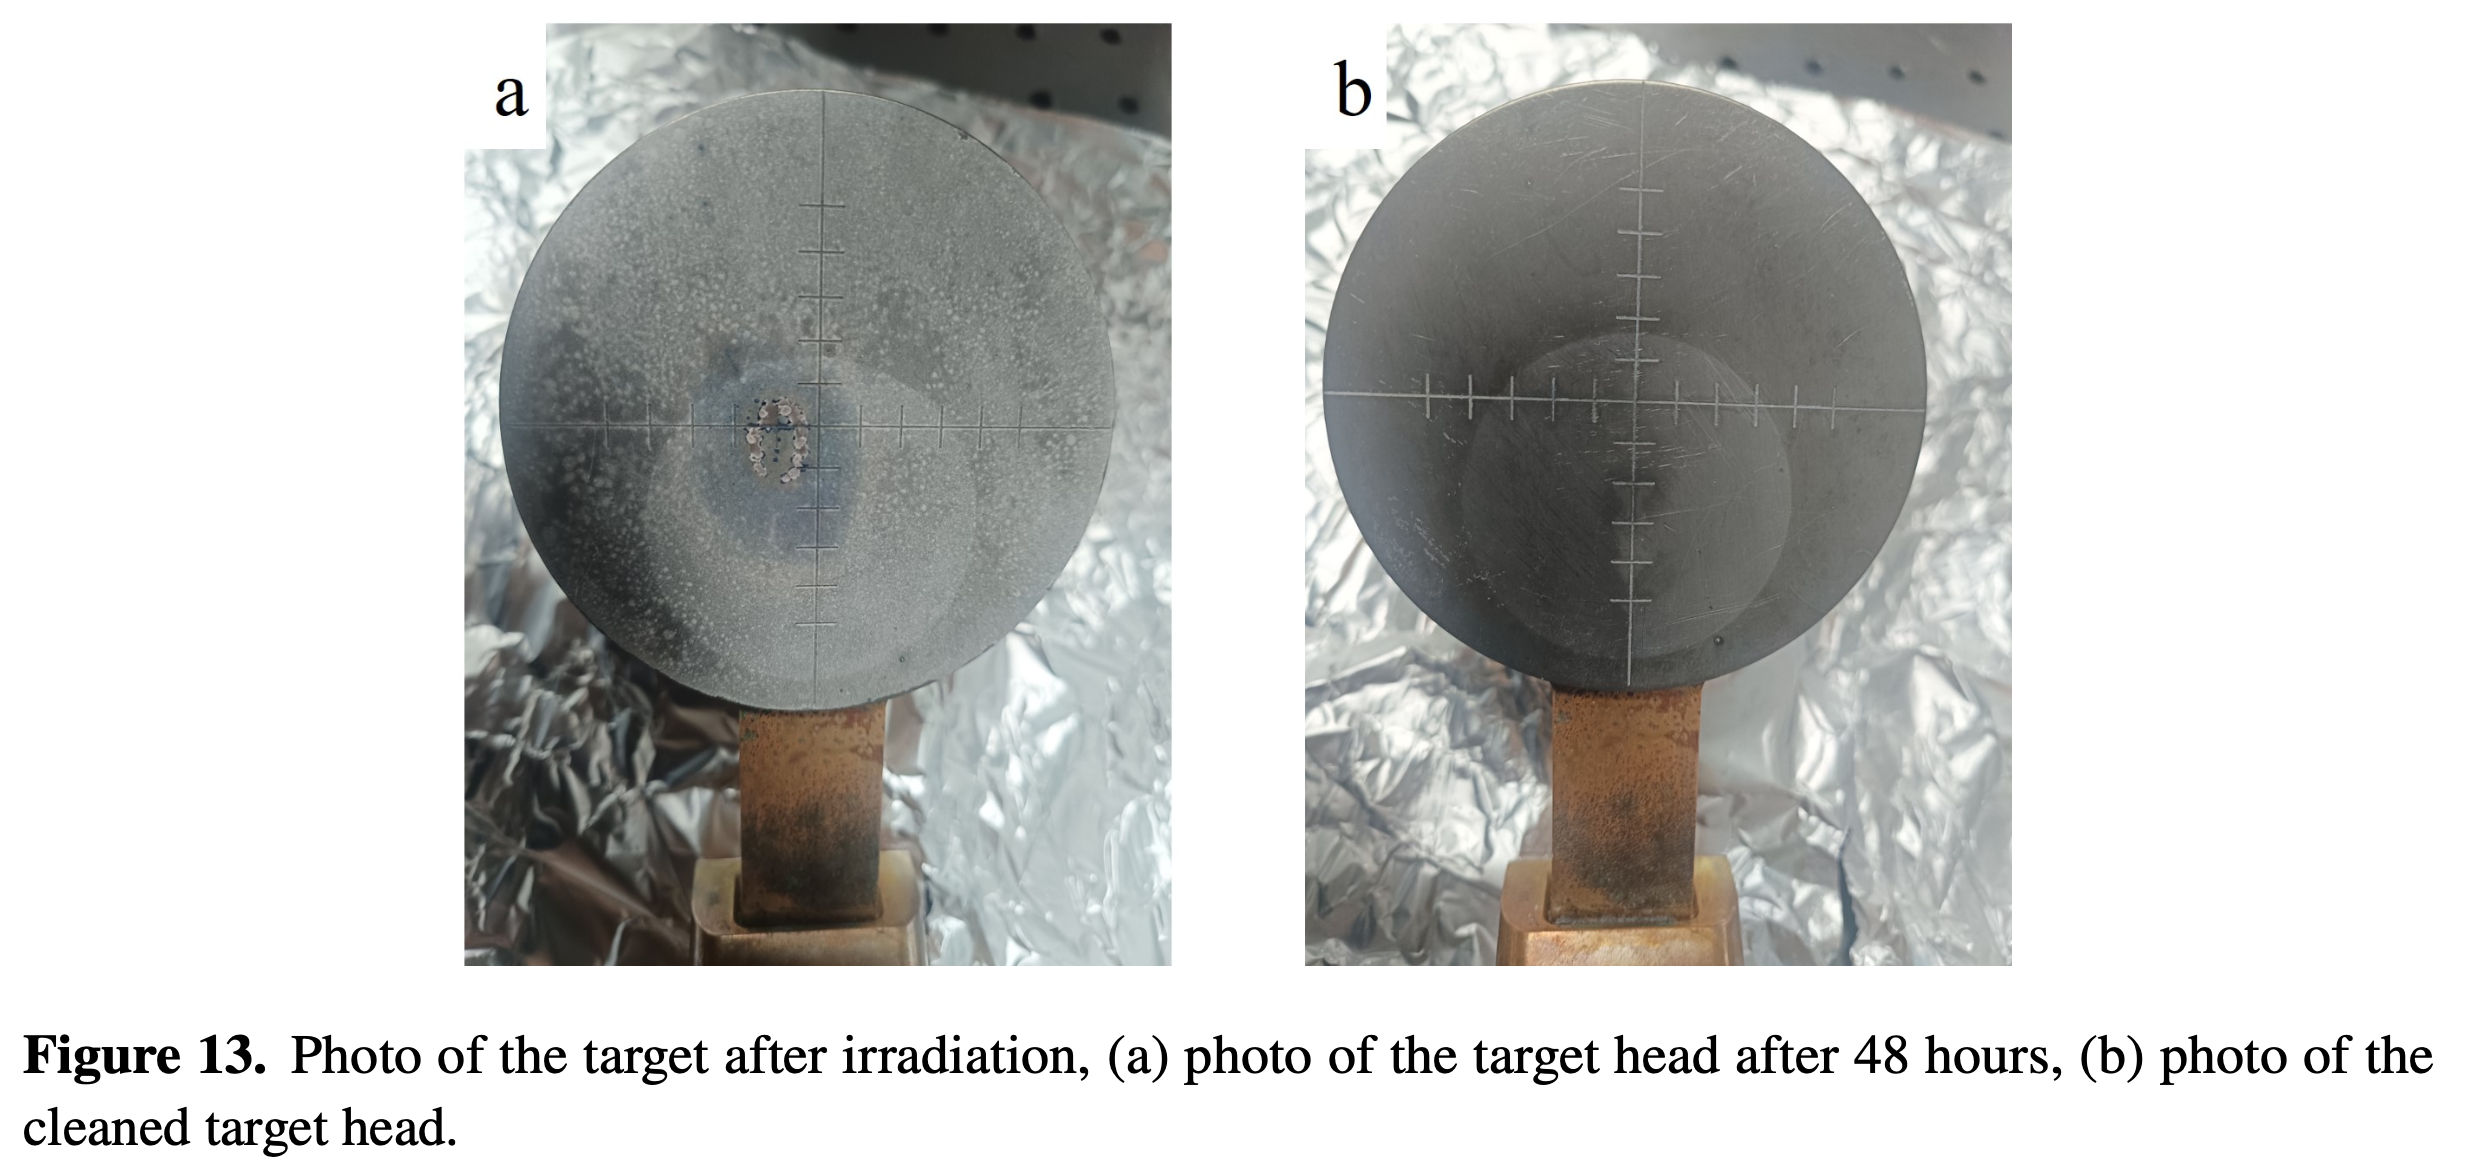 a
b
Figure 13. Photo of the target after irradiation, (a) photo of the target head after 48 hours, (b) photo of the
cleaned target head.